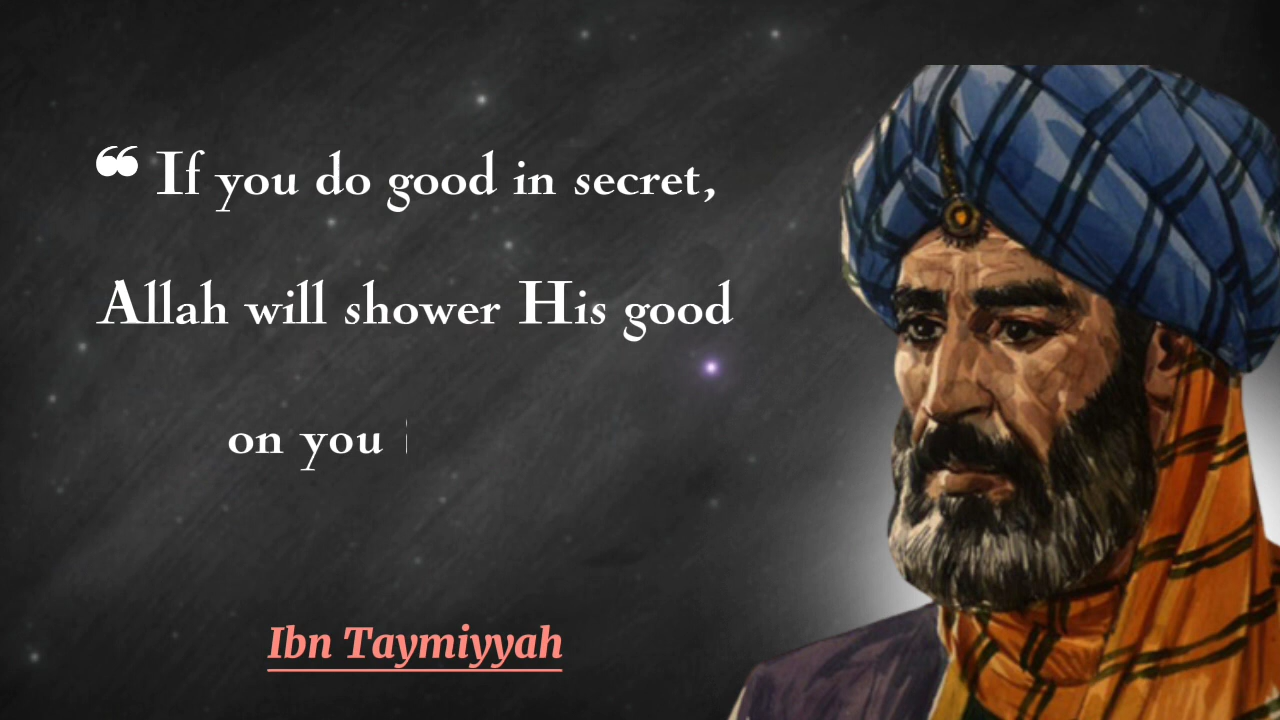 ❝ If you do good in secret,
Allah will shower His good
on you
Ibn Taymiyyah